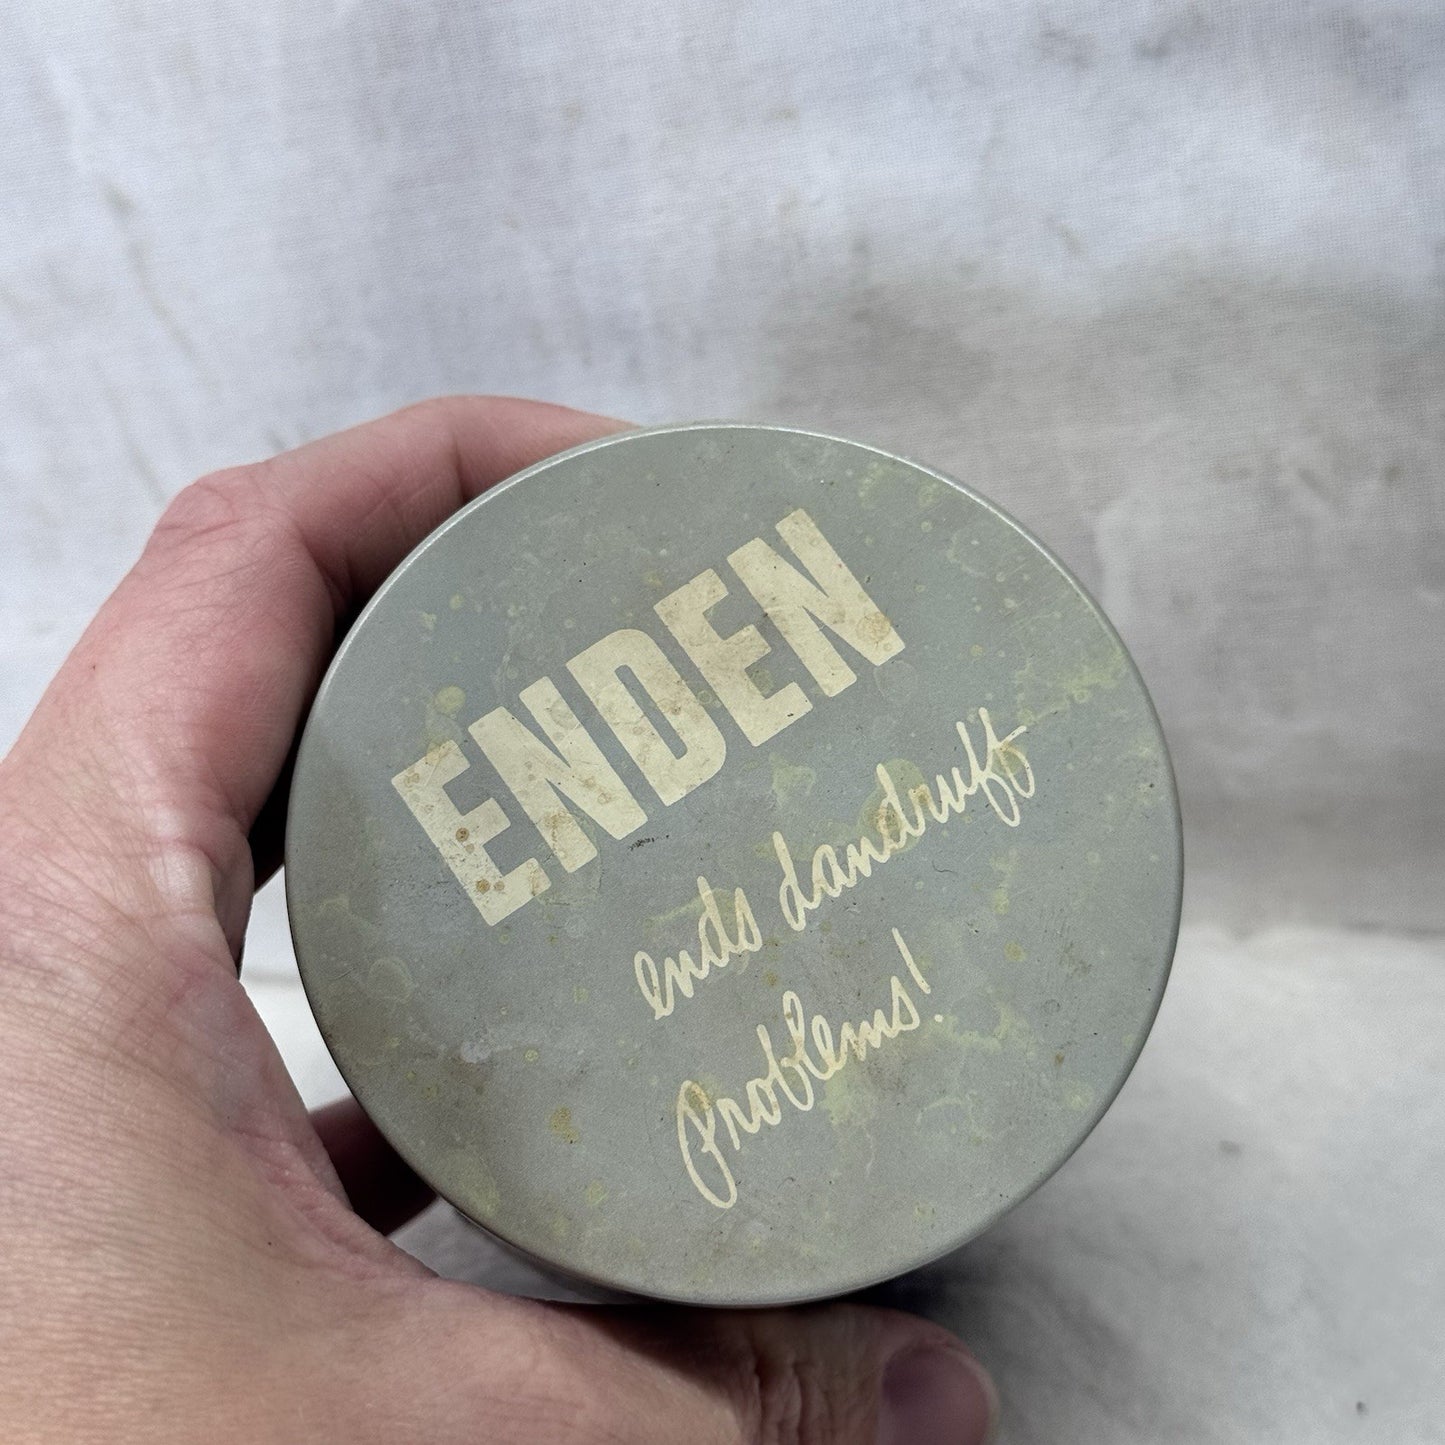 ENDEN
ends dandruff
Problems!